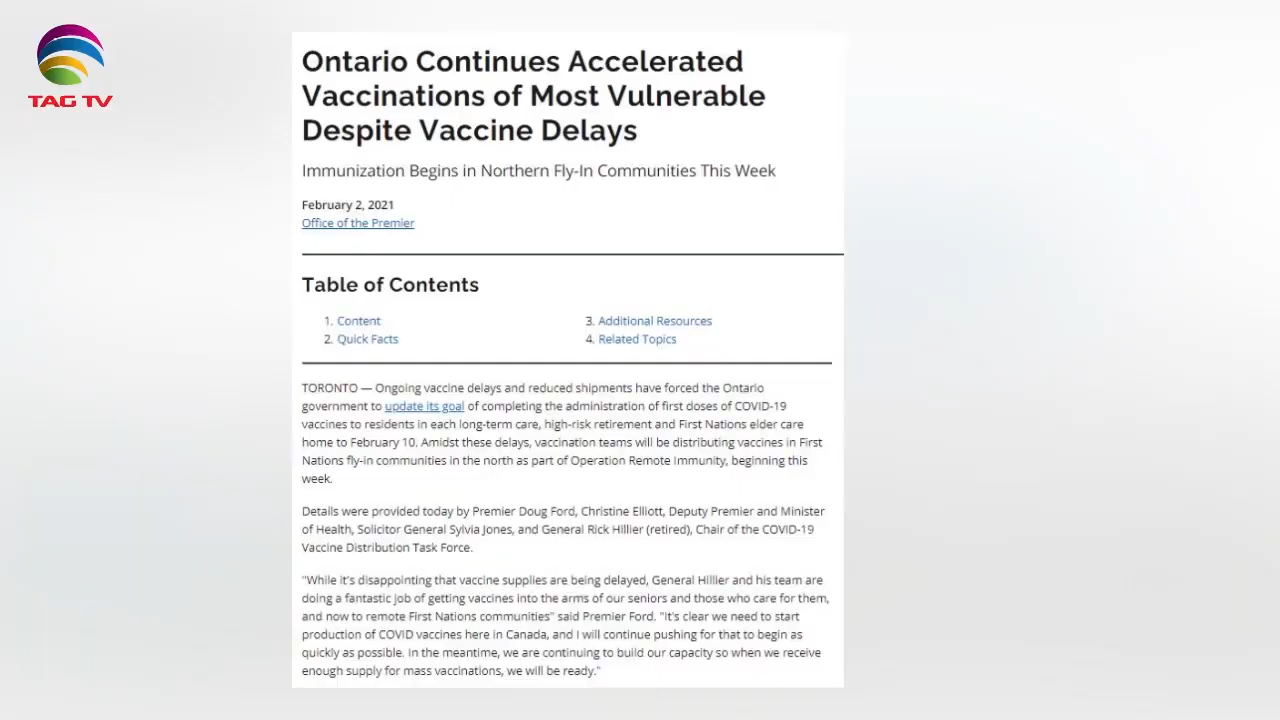 TAG TV
Ontario Continues Accelerated
Vaccinations of Most Vulnerable
Despite Vaccine Delays
Immunization Begins in Northern Fly-In Communities This Week
February 2, 2021
Office of the Premier
Table of Contents
1. Content
2. Quick Facts
3. Additional Resources
4. Related Topics
TORONTO — Ongoing vaccine delays and reduced shipments have forced the Ontario
government to update its goal of completing the administration of first doses of COVID-19
vaccines to residents in each long-term care, high-risk retirement and First Nations elder care
home to February 10. Amidst these delays, vaccination teams will be distributing vaccines in First
Nations fly-in communities in the north as part of Operation Remote Immunity, beginning this
week.
Details were provided today by Premier Doug Ford, Christine Elliott, Deputy Premier and Minister
of Health, Solicitor General Sylvia Jones, and General Rick Hillier (retired), Chair of the COVID-19
Vaccine Distribution Task Force.
"While it's disappointing that vaccine supplies are being delayed, General Hillier and his team are
doing a fantastic job of getting vaccines into the arms of our seniors and those who care for them,
and now to remote First Nations communities" said Premier Ford. "It's clear we need to start
production of COVID vaccines here in Canada, and I will continue pushing for that to begin as
quickly as possible. In the meantime, we are continuing to build our capacity so when we receive
enough supply for mass vaccinations, we will be ready."